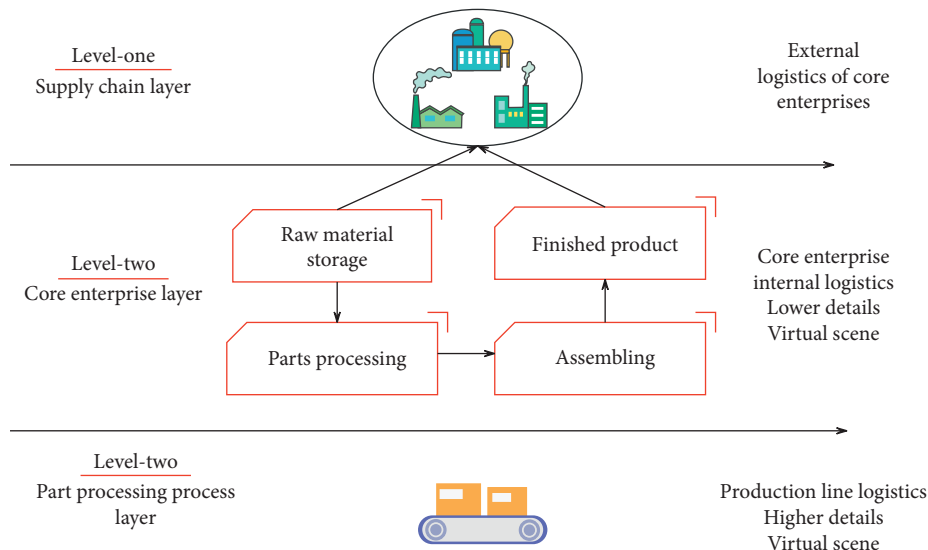 Level-one
Supply chain layer
External
logistics of core
enterprises
Level-two
Core enterprise layer
Raw material
storage
Finished product
Parts processing
Assembling
Core enterprise
internal logistics
Lower details
Virtual scene
Level-two
Part processing process
layer
Production line logistics
Higher details
Virtual scene